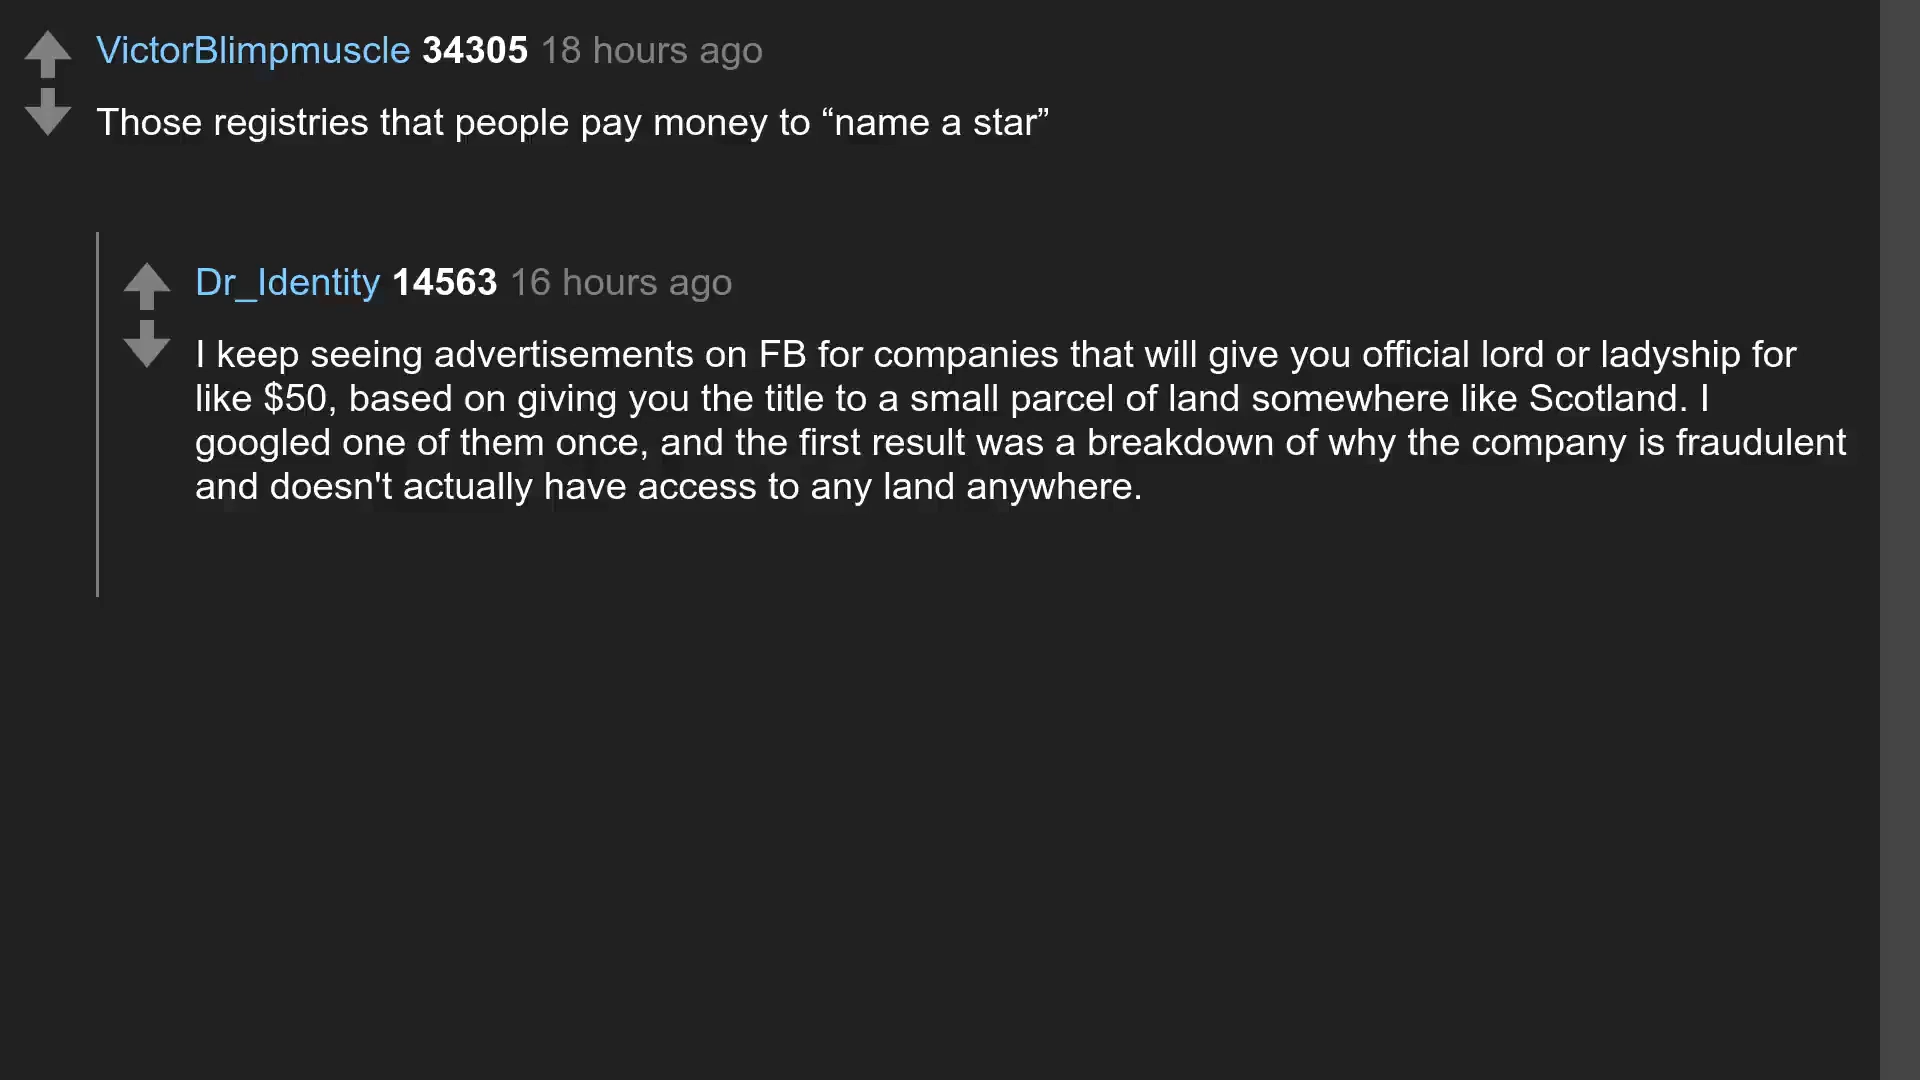 VictorBlimpmuscle 34305 18 hours ago
Those registries that people pay money to “name a star”
Dr_Identity 14563 16 hours ago
I keep seeing advertisements on FB for companies that will give you official lord or ladyship for
like $50, based on giving you the title to a small parcel of land somewhere like Scotland. I
googled one of them once, and the first result was a breakdown of why the company is fraudulent
and doesn't actually have access to any land anywhere.